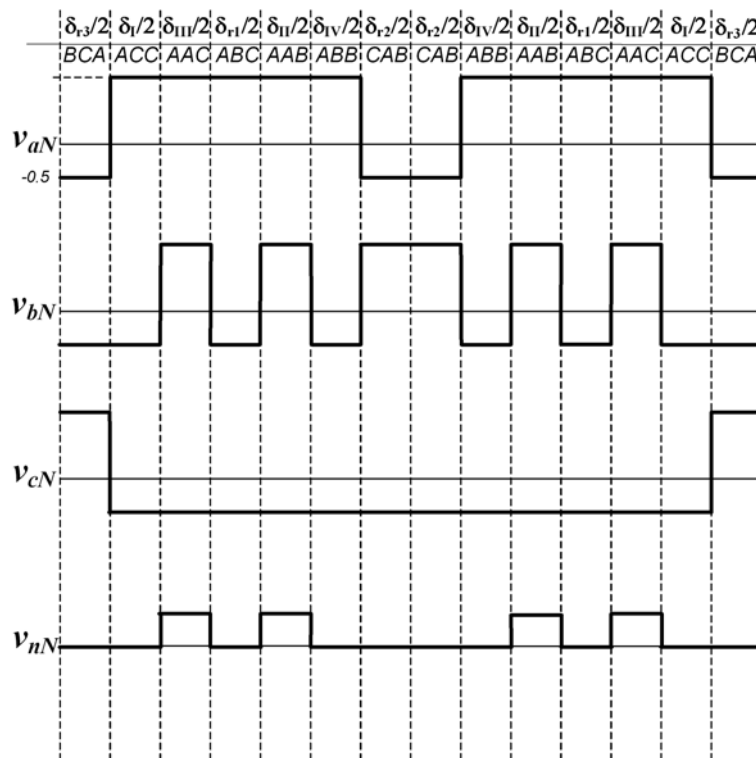 δr3/2 δI/2 δIII/2 δr1/2 δII/2 δIV/2 δr2/2 δr2/2 δIV/2 δII/2 δr1/2 δIII/2 δI/2 δr3/2
BCA ACC AAC ABC AAB ABB CAB CAB ABB AAB ABC AAC ACC BCA
vaN
-0.5
vbN
vcN
vnN